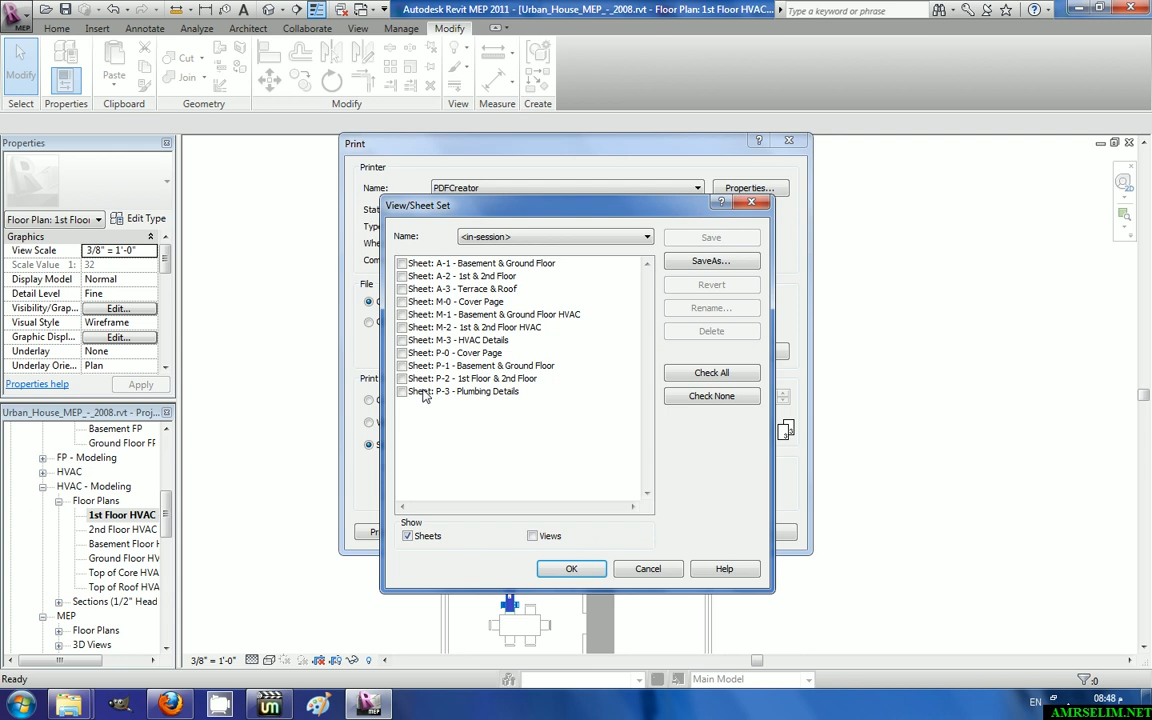 Autodesk Revit MEP 2011 - [Urban_House_MEP_-_2008.rvt - Floor Plan: 1st Floor HVAC...
Type a keyword or phrase
Home Insert Annotate Analyze Architect Collaborate View Manage Modify
Modify
Paste
Cut
Join
Select Properties Clipboard Geometry Modify View Measure Create
Properties
Floor Plan: 1st Floor
Edit Type
Graphics
View Scale 3/8" = 1'-0"
Scale Value 1: 32
Display Model Normal
Detail Level Fine
Visibility/Grap... Edit...
Visual Style Wireframe
Graphic Displ... Edit...
Underlay None
Underlay Orie... Plan
Properties help
Apply
Urban_House_MEP_-_2008.rvt - Proj...
Basement FP
Ground Floor FP
FP - Modeling
HVAC
HVAC - Modeling
Floor Plans
1st Floor HVAC
2nd Floor HVAC
Basement Floor H
Ground Floor HV
Top of Core HVA
Top of Roof HVA
Sections (1/2" Head
MEP
Floor Plans
3D Views
Print
Printer
Name: PDFCreator
Properties...
Stat
Type
Whe
Com
File
Print
Pre
View/Sheet Set
Name: <in-session>
Save
SaveAs...
Revert
Rename...
Delete
Check All
Check None
Sheet: A-1 - Basement & Ground Floor
Sheet: A-2 - 1st & 2nd Floor
Sheet: A-3 - Terrace & Roof
Sheet: M-0 - Cover Page
Sheet: M-1 - Basement & Ground Floor HVAC
Sheet: M-2 - 1st & 2nd Floor HVAC
Sheet: M-3 - HVAC Details
Sheet: P-0 - Cover Page
Sheet: P-1 - Basement & Ground Floor
Sheet: P-2 - 1st Floor & 2nd Floor
Sheet: P-3 - Plumbing Details
Show
Sheets
Views
OK
Cancel
Help
3/8" = 1'-0"
Ready
Main Model
:0
EN
08:48 م
AMRSELIM.NET